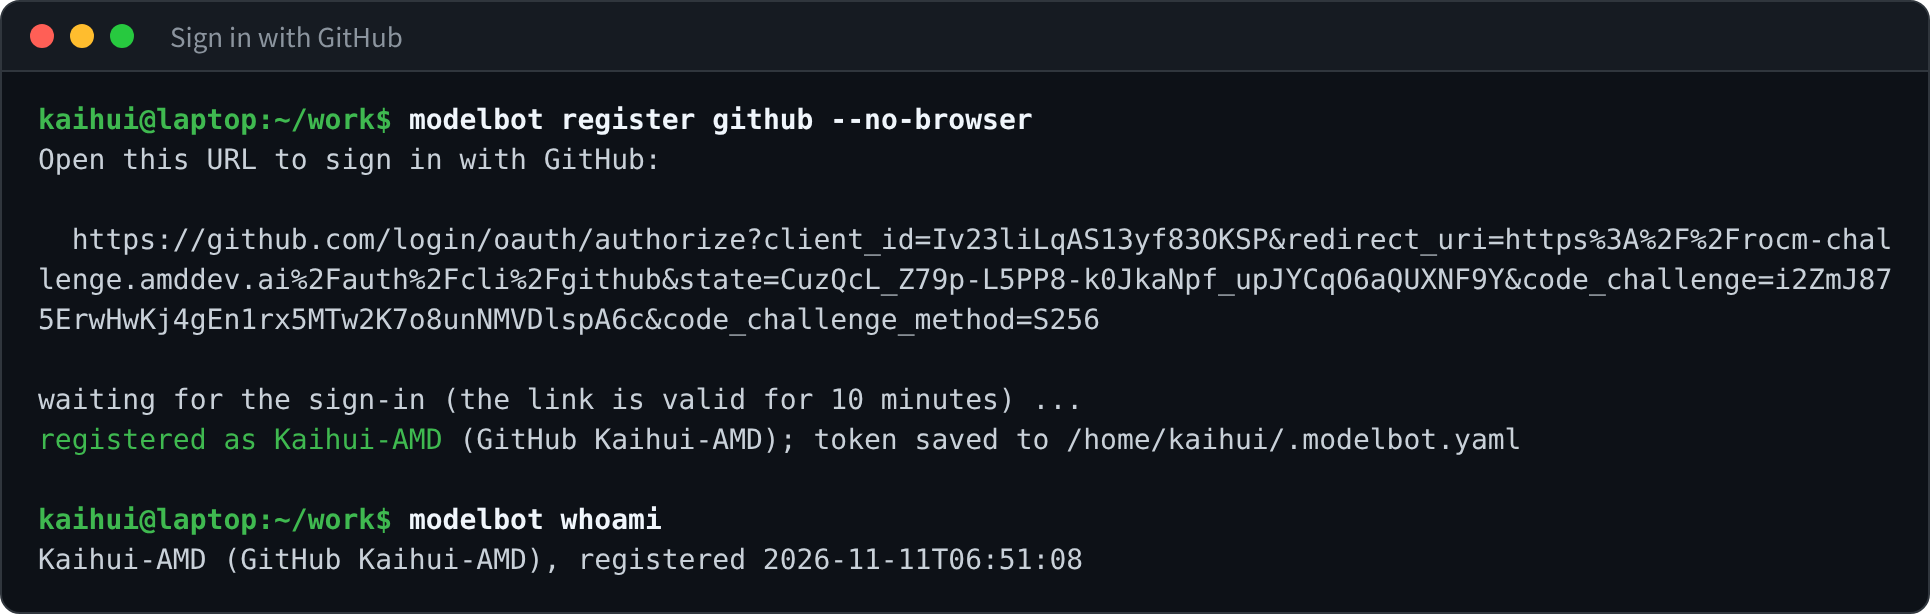 Sign in with GitHub
kaihui@laptop:~/work$ modelbot register github --no-browser
Open this URL to sign in with GitHub:
https://github.com/login/oauth/authorize?client_id=Iv23liLqAS13yf83OKSP&redirect_uri=https%3A%2F%2Frocm-chal
lenge.amddev.ai%2Fauth%2Fcli%2Fgithub&state=CuzQcL_Z79p-L5PP8-k0JkaNpf_upJYCqO6aQUXNF9Y&code_challenge=i2ZmJ87
5ErwHwKj4gEn1rx5MTw2K7o8unNMVDlspA6c&code_challenge_method=S256
waiting for the sign-in (the link is valid for 10 minutes) ...
registered as Kaihui-AMD (GitHub Kaihui-AMD); token saved to /home/kaihui/.modelbot.yaml
kaihui@laptop:~/work$ modelbot whoami
Kaihui-AMD (GitHub Kaihui-AMD), registered 2026-11-11T06:51:08